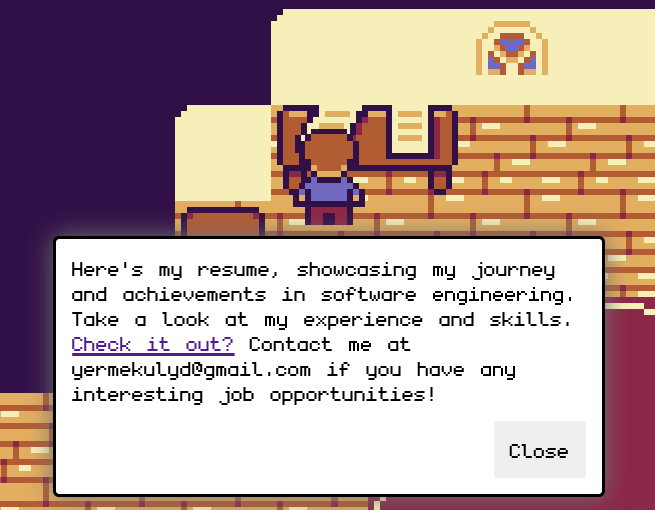 Here's my resume, showcasing my journey
and achievements in software engineering.
Take a look at my experience and skills.
Check it out? Contact me at
yermekulyd@gmail.com if you have any
interesting job opportunities!
Close